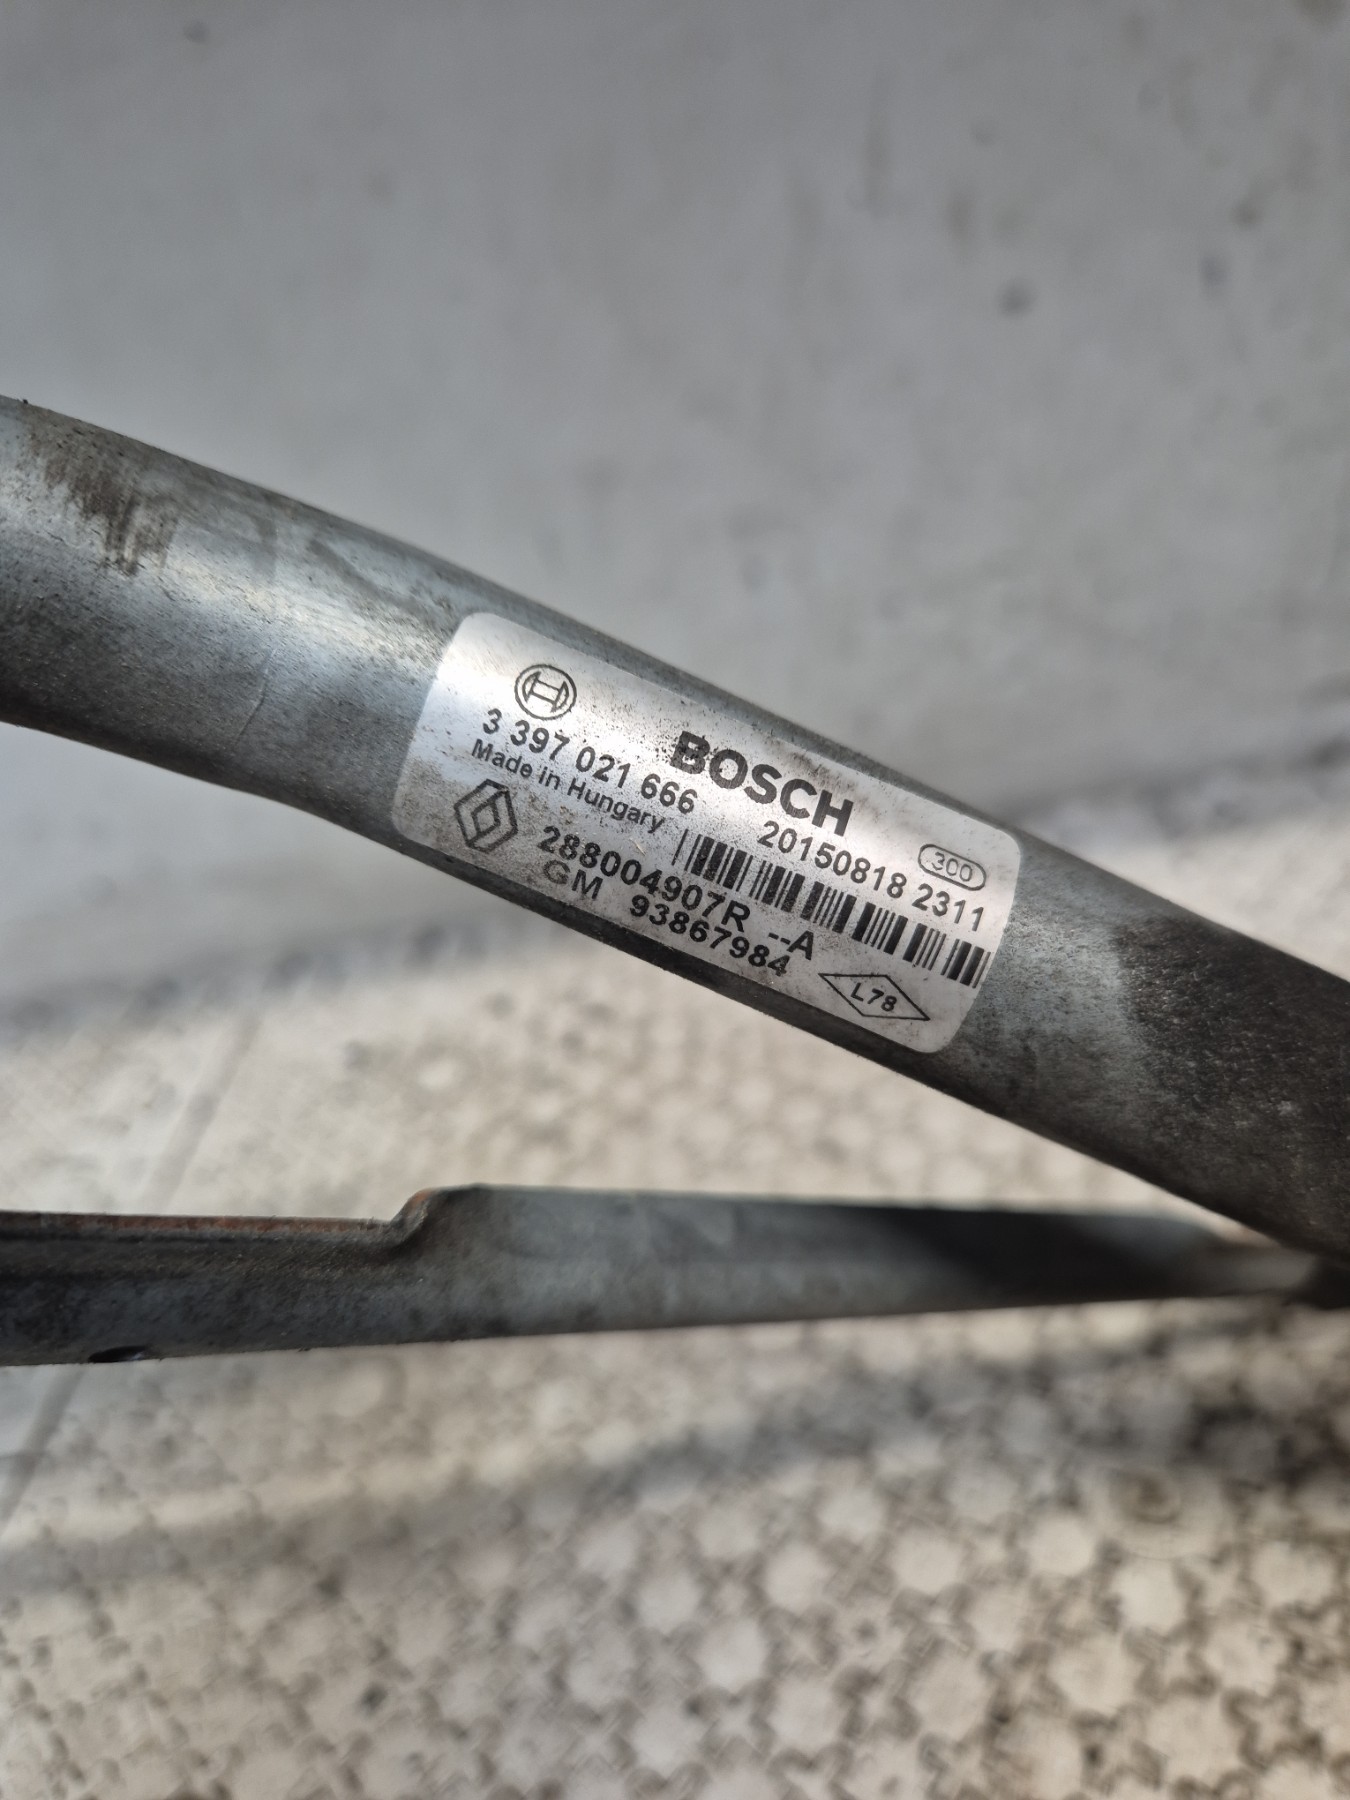 BOSCH
3 397 021 666
20150818 2311
300
Made in Hungary
288004907R --A
GM 93867984
L78